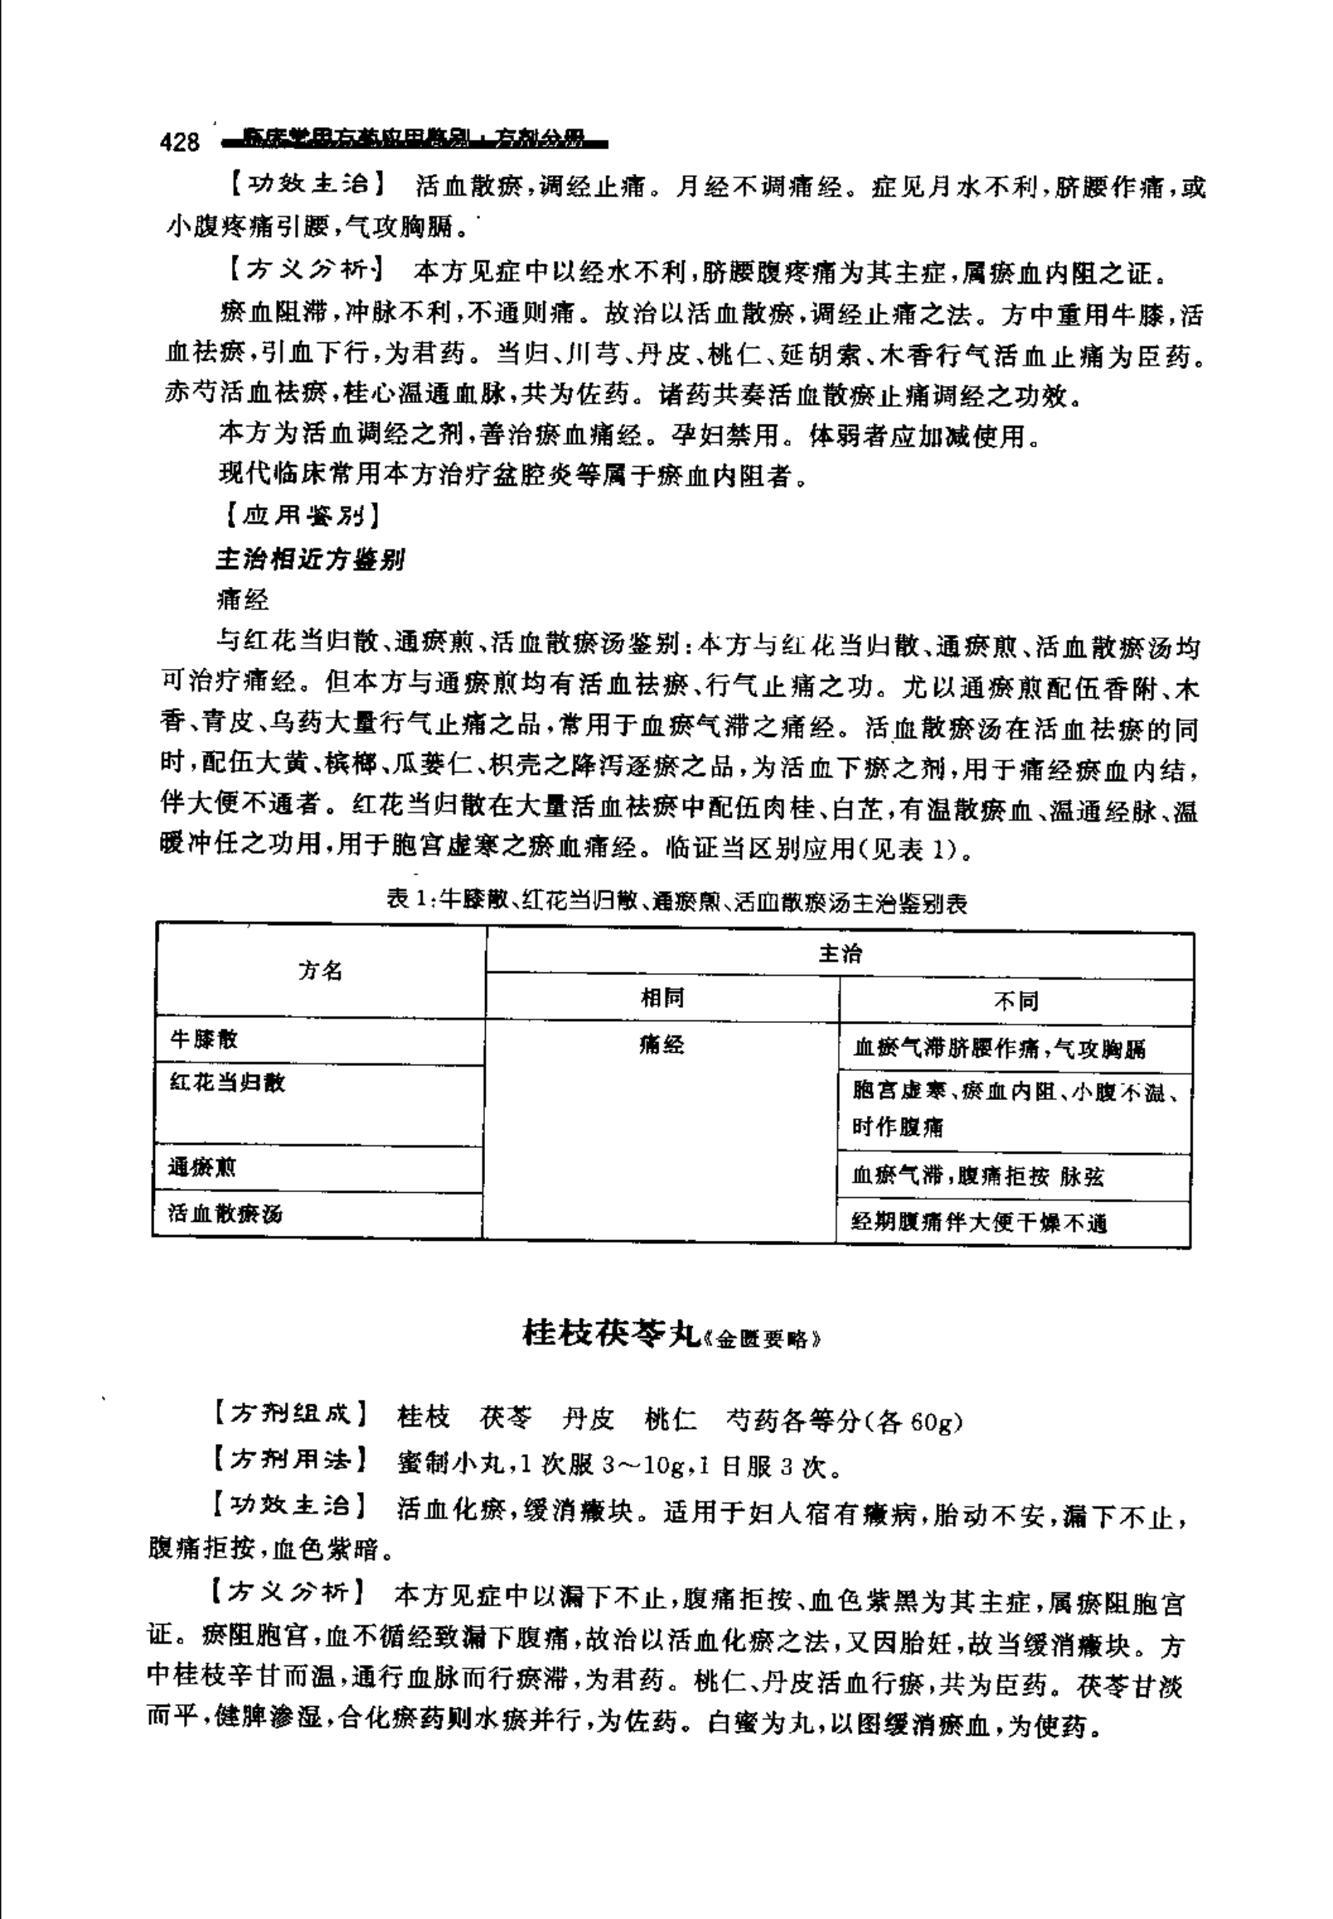 428 临床常用方药应用鉴别·方剂分册
【功效主治】 活血散瘀,调经止痛。月经不调痛经。症见月水不利,脐腰作痛,或
小腹疼痛引腰,气攻胸膈。
【方义分析】 本方见症中以经水不利,脐腰腹疼痛为其主症,属瘀血内阻之证。
瘀血阻滞,冲脉不利,不通则痛。故治以活血散瘀,调经止痛之法。方中重用牛膝,活
血祛瘀,引血下行,为君药。当归、川芎、丹皮、桃仁、延胡索、木香行气活血止痛为臣药。
赤芍活血祛瘀,桂心温通血脉,共为佐药。诸药共奏活血散瘀止痛调经之功效。
本方为活血调经之剂,善治瘀血痛经。孕妇禁用。体弱者应加减使用。
现代临床常用本方治疗盆腔炎等属于瘀血内阻者。
【应用鉴别】
主治相近方鉴别
痛经
与红花当归散、通瘀煎、活血散瘀汤鉴别:本方与红花当归散、通瘀煎、活血散瘀汤均
可治疗痛经。但本方与通瘀煎均有活血祛瘀、行气止痛之功。尤以通瘀煎配伍香附、木
香、青皮、乌药大量行气止痛之品,常用于血瘀气滞之痛经。活血散瘀汤在活血祛瘀的同
时,配伍大黄、槟榔、瓜蒌仁、枳壳之降泻逐瘀之品,为活血下瘀之剂,用于痛经瘀血内结,
伴大便不通者。红花当归散在大量活血祛瘀中配伍肉桂、白芷,有温散瘀血、温通经脉、温
暖冲任之功用,用于胞宫虚寒之瘀血痛经。临证当区别应用(见表 1)。
表 1:牛膝散、红花当归散、通瘀煎、活血散瘀汤主治鉴别表
方名
主治
相同
不同
牛膝散
痛经
血瘀气滞脐腰作痛,气攻胸膈
红花当归散
胞宫虚寒、瘀血内阻、小腹不温、
时作腹痛
通瘀煎
血瘀气滞,腹痛拒按 脉弦
活血散瘀汤
经期腹痛伴大便干燥不通
桂枝茯苓丸《金匮要略》
【方剂组成】 桂枝 茯苓 丹皮 桃仁 芍药各等分(各 60g)
【方剂用法】 蜜制小丸,1 次服 3～10g,1 日服 3 次。
【功效主治】 活血化瘀,缓消癥块。适用于妇人宿有癥病,胎动不安,漏下不止,
腹痛拒按,血色紫暗。
【方义分析】 本方见症中以漏下不止,腹痛拒按、血色紫黑为其主症,属瘀阻胞宫
证。瘀阻胞宫,血不循经致漏下腹痛,故治以活血化瘀之法,又因胎妊,故当缓消癥块。方
中桂枝辛甘而温,通行血脉而行瘀滞,为君药。桃仁、丹皮活血行瘀,共为臣药。茯苓甘淡
而平,健脾渗湿,合化瘀药则水瘀并行,为佐药。白蜜为丸,以图缓消瘀血,为使药。